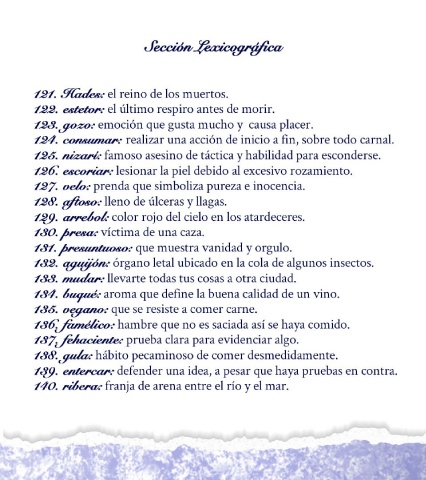 Sección Lexicográfica
121. Hades: el reino de los muertos.
122. estetor: el último respiro antes de morir.
123. gozo: emoción que gusta mucho y causa placer.
124. consumar: realizar una acción de inicio a fin, sobre todo carnal.
125. nizarí: famoso asesino de táctica y habilidad para esconderse.
126. escoriar: lesionar la piel debido al excesivo rozamiento.
127. velo: prenda que simboliza pureza e inocencia.
128. aftoso: lleno de úlceras y llagas.
129. arrebol: color rojo del cielo en los atardeceres.
130. presa: víctima de una caza.
131. presuntuoso: que muestra vanidad y orgulo.
132. aguijón: órgano letal ubicado en la cola de algunos insectos.
133. mudar: llevarte todas tus cosas a otra ciudad.
134. buqué: aroma que define la buena calidad de un vino.
135. vegano: que se resiste a comer carne.
136. famélico: hambre que no es saciada así se haya comido.
137. fehaciente: prueba clara para evidenciar algo.
138. gula: hábito pecaminoso de comer desmedidamente.
139. entercar: defender una idea, a pesar que haya pruebas en contra.
140. ribera: franja de arena entre el río y el mar.